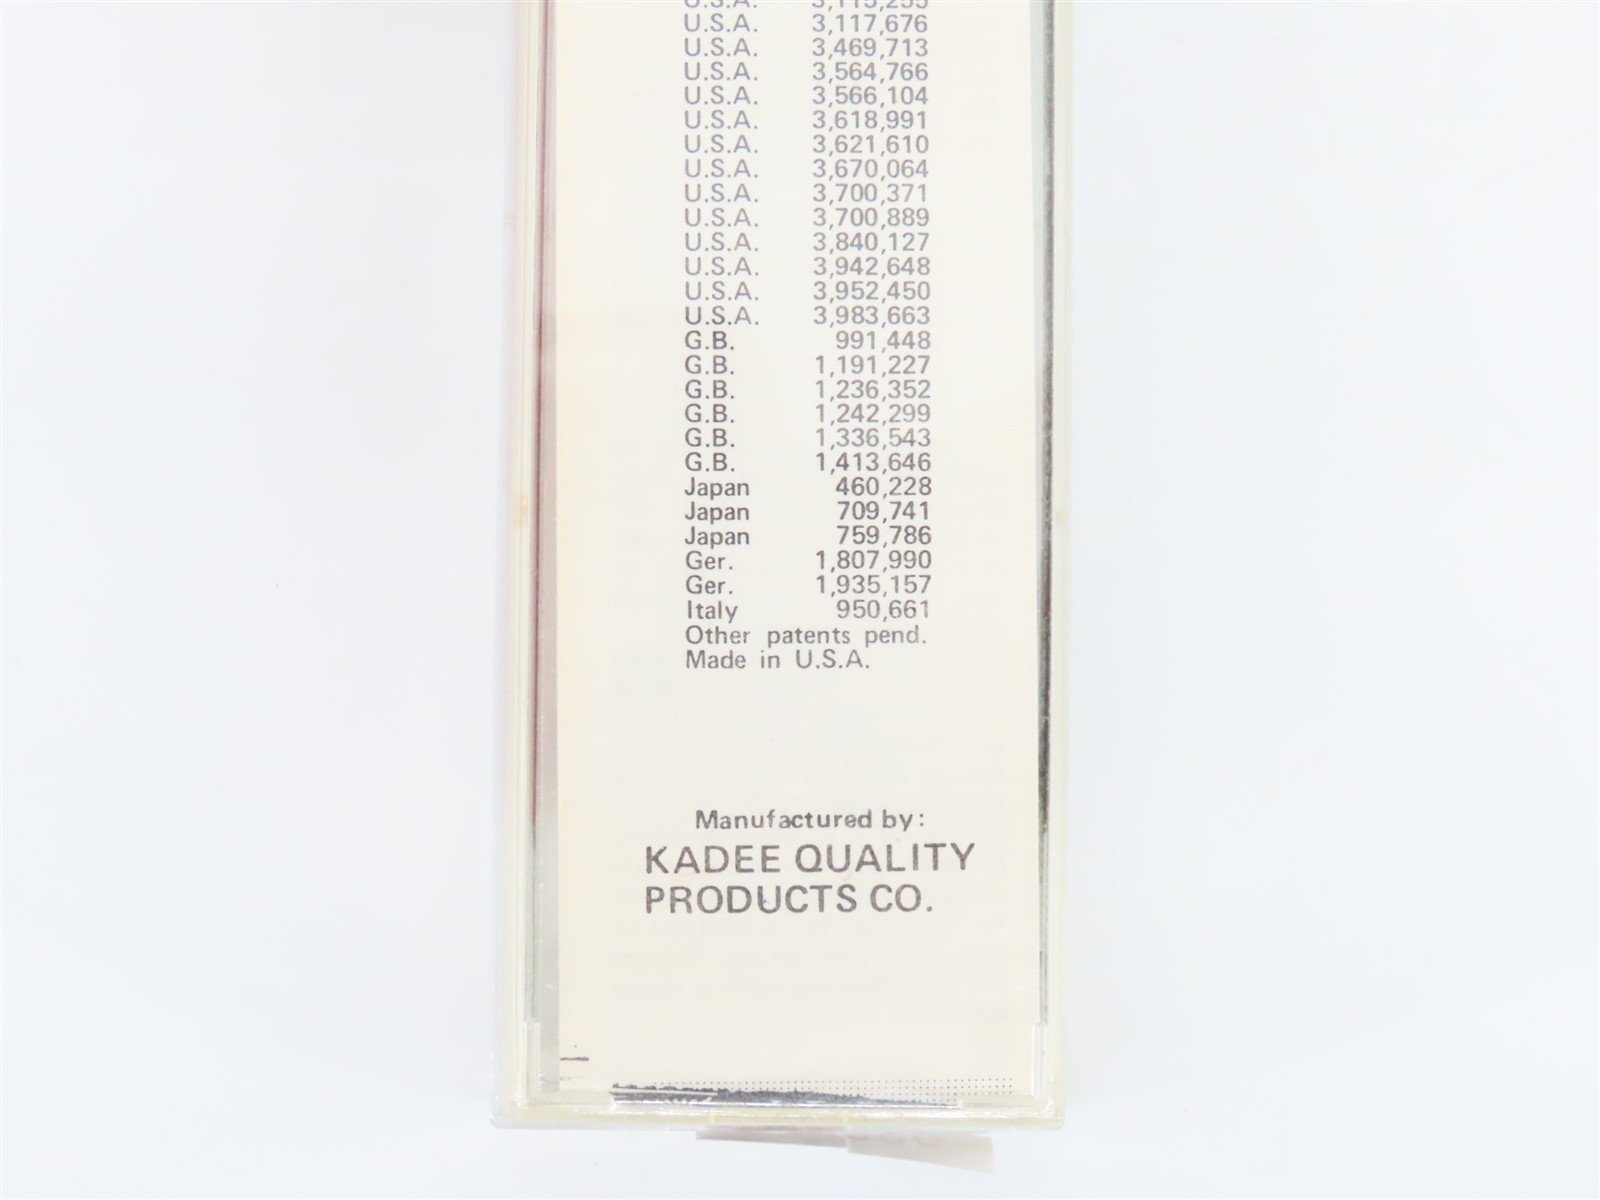 U.S.A. 3,115,255
U.S.A. 3,117,676
U.S.A. 3,469,713
U.S.A. 3,564,766
U.S.A. 3,566,104
U.S.A. 3,618,991
U.S.A. 3,621,610
U.S.A. 3,670,064
U.S.A. 3,700,371
U.S.A. 3,700,889
U.S.A. 3,840,127
U.S.A. 3,942,648
U.S.A. 3,952,450
U.S.A. 3,983,663
G.B. 991,448
G.B. 1,191,227
G.B. 1,236,352
G.B. 1,242,299
G.B. 1,336,543
G.B. 1,413,646
Japan 460,228
Japan 709,741
Japan 759,786
Ger. 1,807,990
Ger. 1,935,157
Italy 950,661
Other patents pend.
Made in U.S.A.
Manufactured by:
KADEE QUALITY
PRODUCTS CO.